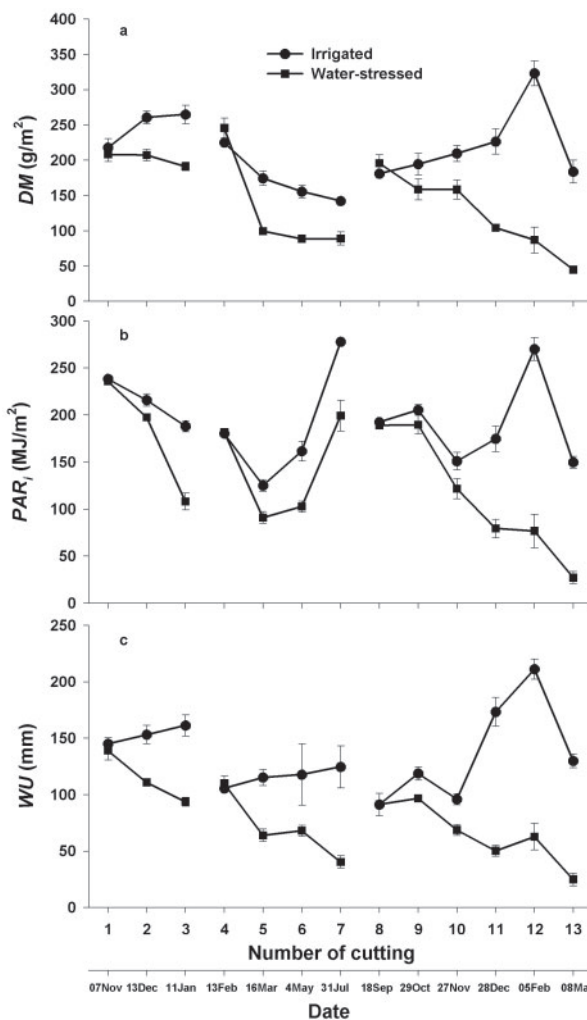 400
a
Irrigated
350
Water-stressed
300
250
200
150
100
50
0
DM (g/m²)
300
b
250
200
150
100
50
0
PARi (MJ/m²)
250
c
200
150
100
50
0
WU (mm)
1 2 3 4 5 6 7 8 9 10 11 12 13
Number of cutting
07Nov 13Dec 11Jan 13Feb 16Mar 4May 31Jul 18Sep 29Oct 27Nov 28Dec 05Feb 08Ma
Date